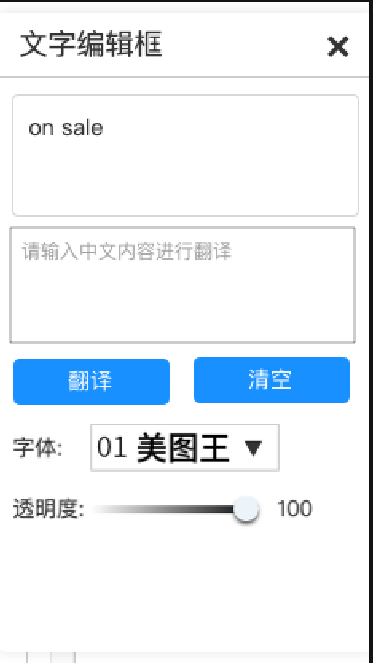 文字编辑框 ×
on sale
请输入中文内容进行翻译
翻译 清空
字体: 01 美图王 ▼
透明度: 100